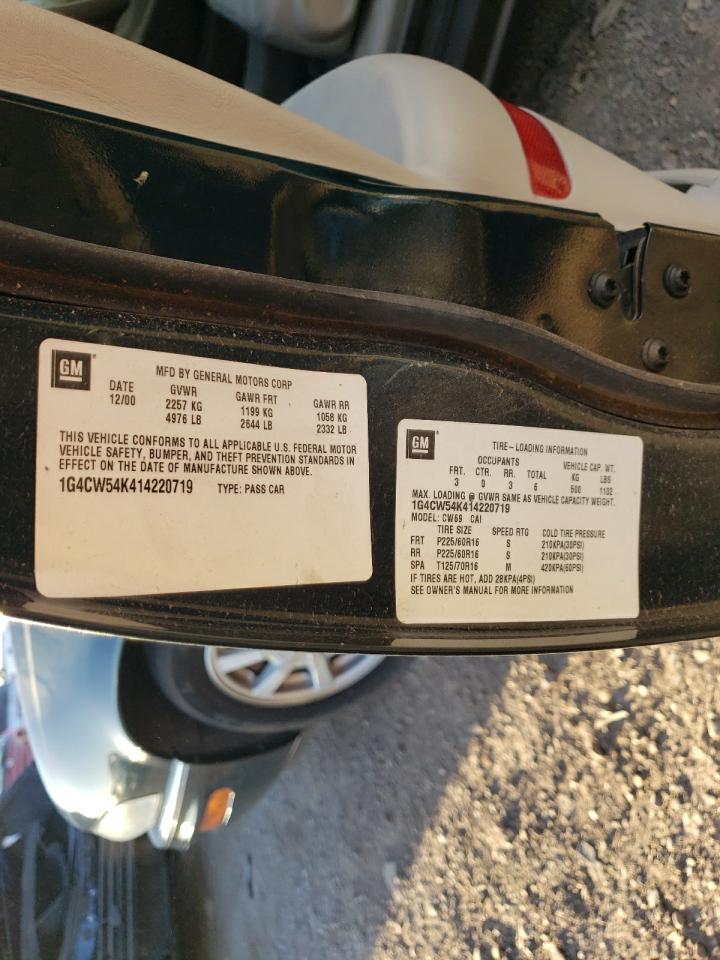 GM
MFD BY GENERAL MOTORS CORP
DATE GVWR GAWR FRT GAWR RR
12/00 2257 KG 1199 KG 1058 KG
4976 LB 2644 LB 2332 LB
THIS VEHICLE CONFORMS TO ALL APPLICABLE U.S. FEDERAL MOTOR
VEHICLE SAFETY, BUMPER, AND THEFT PREVENTION STANDARDS IN
EFFECT ON THE DATE OF MANUFACTURE SHOWN ABOVE.
1G4CW54K414220719 TYPE: PASS CAR
GM
TIRE-LOADING INFORMATION
OCCUPANTS VEHICLE CAP. WT.
FRT. CTR. RR. TOTAL KG LBS
3 0 3 6 500 1102
MAX. LOADING @ GVWR SAME AS VEHICLE CAPACITY WEIGHT.
1G4CW54K414220719
MODEL: CW69 CAI
TIRE SIZE SPEED RTG COLD TIRE PRESSURE
FRT P225/60R16 S 210KPA(30PSI)
RR P225/60R16 S 210KPA(30PSI)
SPA T125/70R16 M 420KPA(60PSI)
IF TIRES ARE HOT, ADD 28KPA(4PSI)
SEE OWNER'S MANUAL FOR MORE INFORMATION